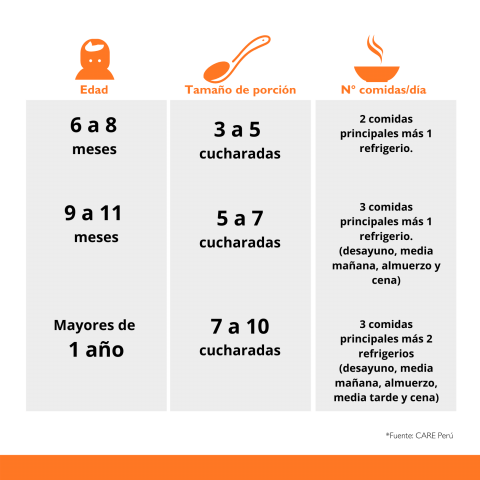 Edad
Tamaño de porción
N° comidas/día
6 a 8
meses
3 a 5
cucharadas
2 comidas
principales más 1
refrigerio.
9 a 11
meses
5 a 7
cucharadas
3 comidas
principales más 1
refrigerio.
(desayuno, media
mañana, almuerzo y
cena)
Mayores de
1 año
7 a 10
cucharadas
3 comidas
principales más 2
refrigerios
(desayuno, media
mañana, almuerzo,
media tarde y cena)
*Fuente: CARE Perú